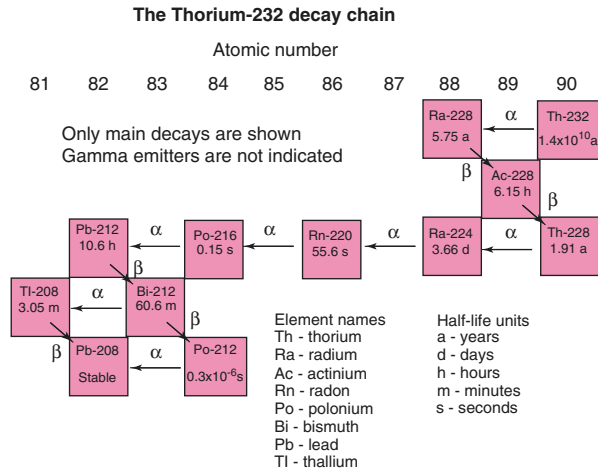 The Thorium-232 decay chain
Atomic number
81 82 83 84 85 86 87 88 89 90
Only main decays are shown
Gamma emitters are not indicated
Ra-228
5.75 a
α
Th-232
1.4x10¹⁰a
β
Ac-228
6.15 h
β
Pb-212
10.6 h
α
Po-216
0.15 s
α
Rn-220
55.6 s
α
Ra-224
3.66 d
α
Th-228
1.91 a
β
Tl-208
3.05 m
α
Bi-212
60.6 m
β
β
Pb-208
Stable
α
Po-212
0.3x10⁻⁶s
Element names
Th - thorium
Ra - radium
Ac - actinium
Rn - radon
Po - polonium
Bi - bismuth
Pb - lead
Tl - thallium
Half-life units
a - years
d - days
h - hours
m - minutes
s - seconds